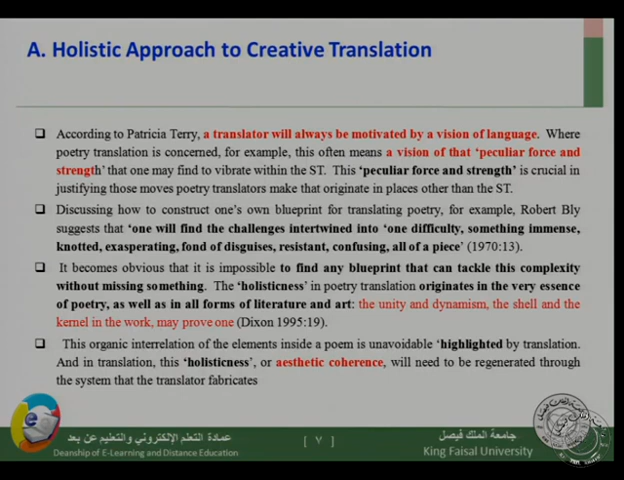 A. Holistic Approach to Creative Translation
According to Patricia Terry, a translator will always be motivated by a vision of language. Where
poetry translation is concerned, for example, this often means a vision of that 'peculiar force and
strength' that one may find to vibrate within the ST. This 'peculiar force and strength' is crucial in
justifying those moves poetry translators make that originate in places other than the ST.
Discussing how to construct one's own blueprint for translating poetry, for example, Robert Bly
suggests that 'one will find the challenges intertwined into 'one difficulty, something immense,
knotted, exasperating, fond of disguises, resistant, confusing, all of a piece' (1970:13).
It becomes obvious that it is impossible to find any blueprint that can tackle this complexity
without missing something. The 'holisticness' in poetry translation originates in the very essence
of poetry, as well as in all forms of literature and art: the unity and dynamism, the shell and the
kernel in the work, may prove one (Dixon 1995:19).
This organic interrelation of the elements inside a poem is unavoidable 'highlighted by translation.
And in translation, this 'holisticness', or aesthetic coherence, will need to be regenerated through
the system that the translator fabricates
عمادة التعلم الإلكتروني والتعليم عن بعد
Deanship of E-Learning and Distance Education
[ ٧ ]
جامعة الملك فيصل
King Faisal University